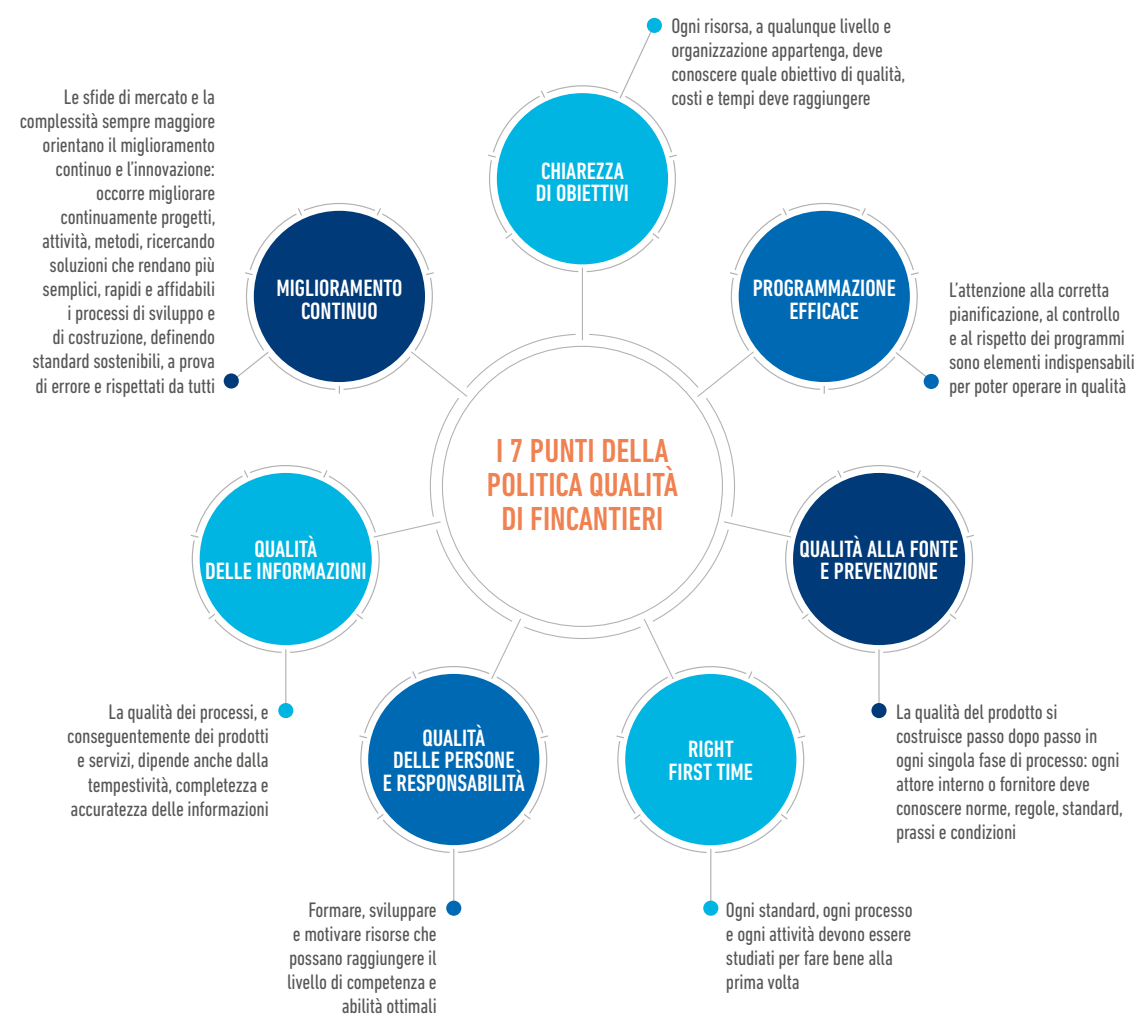 I 7 PUNTI DELLA
POLITICA QUALITÀ
DI FINCANTIERI
CHIAREZZA
DI OBIETTIVI
Ogni risorsa, a qualunque livello e
organizzazione appartenga, deve
conoscere quale obiettivo di qualità,
costi e tempi deve raggiungere
PROGRAMMAZIONE
EFFICACE
L'attenzione alla corretta
pianificazione, al controllo
e al rispetto dei programmi
sono elementi indispensabili
per poter operare in qualità
QUALITÀ ALLA FONTE
E PREVENZIONE
La qualità del prodotto si
costruisce passo dopo passo in
ogni singola fase di processo: ogni
attore interno o fornitore deve
conoscere norme, regole, standard,
prassi e condizioni
RIGHT
FIRST TIME
Ogni standard, ogni processo
e ogni attività devono essere
studiati per fare bene alla
prima volta
QUALITÀ
DELLE PERSONE
E RESPONSABILITÀ
Formare, sviluppare
e motivare risorse che
possano raggiungere il
livello di competenza e
abilità ottimali
QUALITÀ
DELLE INFORMAZIONI
La qualità dei processi, e
conseguentemente dei prodotti
e servizi, dipende anche dalla
tempestività, completezza e
accuratezza delle informazioni
MIGLIORAMENTO
CONTINUO
Le sfide di mercato e la
complessità sempre maggiore
orientano il miglioramento
continuo e l'innovazione:
occorre migliorare
continuamente progetti,
attività, metodi, ricercando
soluzioni che rendano più
semplici, rapidi e affidabili
i processi di sviluppo e
di costruzione, definendo
standard sostenibili, a prova
di errore e rispettati da tutti